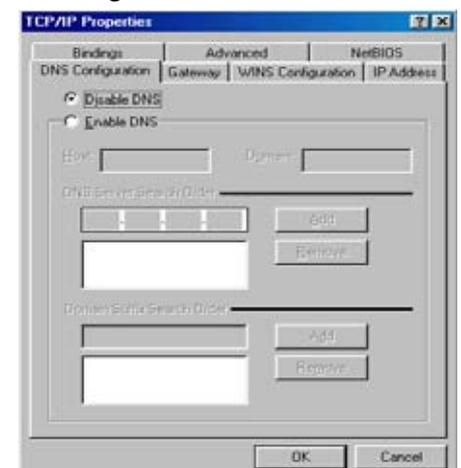 TCP/IP Properties
Bindings Advanced NetBIOS
DNS Configuration Gateway WINS Configuration IP Address
Disable DNS
Enable DNS
Host: Domain:
DNS Server Search Order
Add
Remove
Domain Suffix Search Order
Add
Remove
OK Cancel